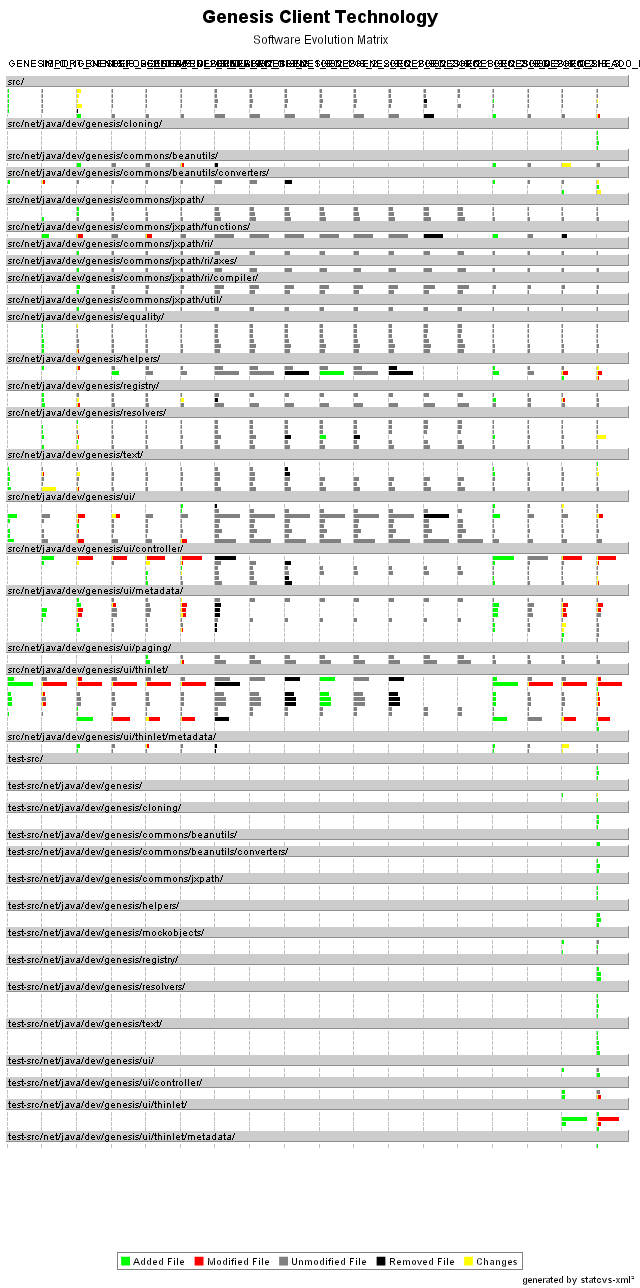 Genesis Client Technology
Software Evolution Matrix
src/
src/net/java/dev/genesis/cloning/
src/net/java/dev/genesis/commons/beanutils/
src/net/java/dev/genesis/commons/beanutils/converters/
src/net/java/dev/genesis/commons/jxpath/
src/net/java/dev/genesis/commons/jxpath/functions/
src/net/java/dev/genesis/commons/jxpath/ri/
src/net/java/dev/genesis/commons/jxpath/ri/axes/
src/net/java/dev/genesis/commons/jxpath/ri/compiler/
src/net/java/dev/genesis/commons/jxpath/util/
src/net/java/dev/genesis/equality/
src/net/java/dev/genesis/helpers/
src/net/java/dev/genesis/registry/
src/net/java/dev/genesis/resolvers/
src/net/java/dev/genesis/text/
src/net/java/dev/genesis/ui/
src/net/java/dev/genesis/ui/controller/
src/net/java/dev/genesis/ui/metadata/
src/net/java/dev/genesis/ui/paging/
src/net/java/dev/genesis/ui/thinlet/
src/net/java/dev/genesis/ui/thinlet/metadata/
test-src/
test-src/net/java/dev/genesis/
test-src/net/java/dev/genesis/cloning/
test-src/net/java/dev/genesis/commons/beanutils/
test-src/net/java/dev/genesis/commons/beanutils/converters/
test-src/net/java/dev/genesis/commons/jxpath/
test-src/net/java/dev/genesis/helpers/
test-src/net/java/dev/genesis/mockobjects/
test-src/net/java/dev/genesis/registry/
test-src/net/java/dev/genesis/resolvers/
test-src/net/java/dev/genesis/text/
test-src/net/java/dev/genesis/ui/
test-src/net/java/dev/genesis/ui/controller/
test-src/net/java/dev/genesis/ui/thinlet/
test-src/net/java/dev/genesis/ui/thinlet/metadata/
Added File Modified File Unmodified File Removed File Changes
generated by statcvs-xml²